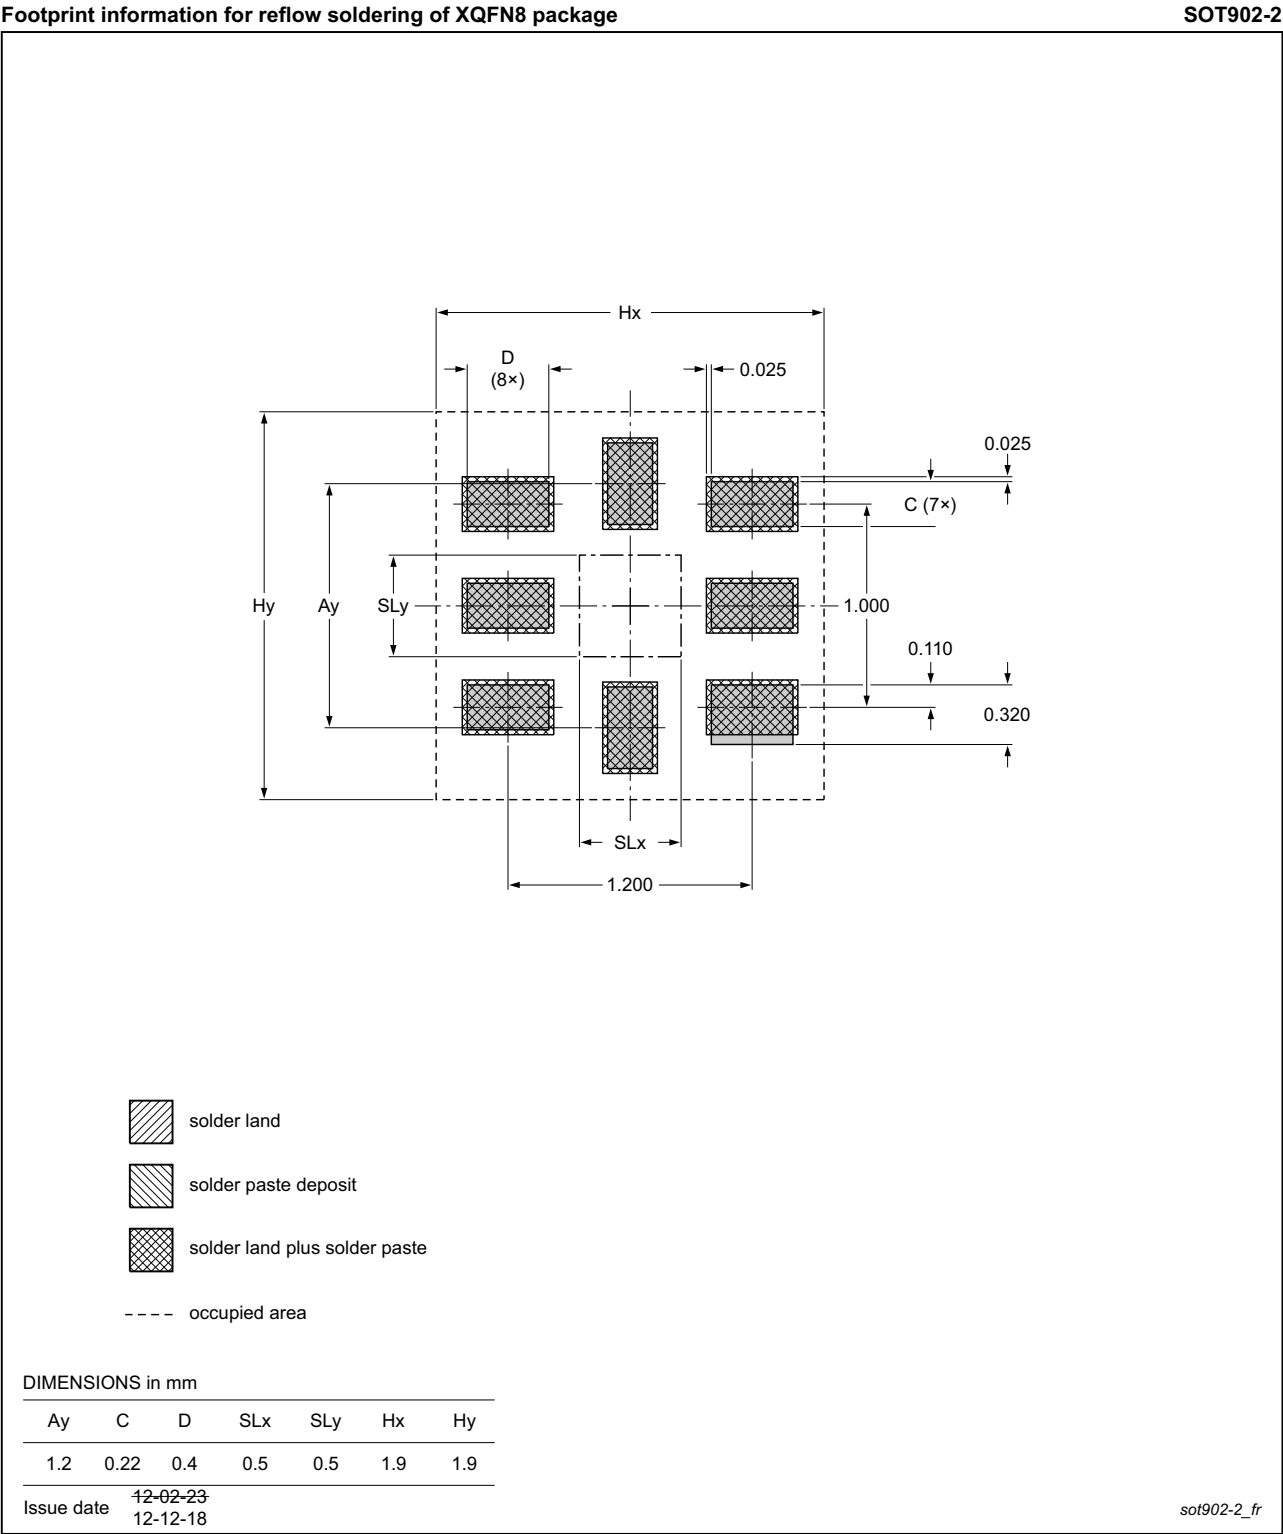 Footprint information for reflow soldering of XQFN8 package SOT902-2
Hx
D
(8×)
0.025
0.025
C (7×)
Hy Ay SLy 1.000
0.110
0.320
SLx
1.200
solder land
solder paste deposit
solder land plus solder paste
occupied area
DIMENSIONS in mm
Ay C D SLx SLy Hx Hy
1.2 0.22 0.4 0.5 0.5 1.9 1.9
Issue date 12-02-23
12-12-18
sot902-2_fr